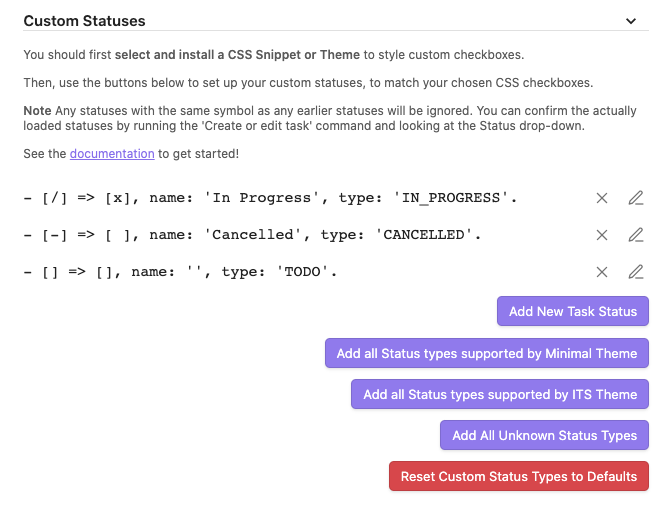 Custom Statuses
You should first select and install a CSS Snippet or Theme to style custom checkboxes.
Then, use the buttons below to set up your custom statuses, to match your chosen CSS checkboxes.
Note Any statuses with the same symbol as any earlier statuses will be ignored. You can confirm the actually
loaded statuses by running the 'Create or edit task' command and looking at the Status drop-down.
See the documentation to get started!
- [/] => [x], name: 'In Progress', type: 'IN_PROGRESS'.
- [-] => [ ], name: 'Cancelled', type: 'CANCELLED'.
- [] => [], name: '', type: 'TODO'.
Add New Task Status
Add all Status types supported by Minimal Theme
Add all Status types supported by ITS Theme
Add All Unknown Status Types
Reset Custom Status Types to Defaults